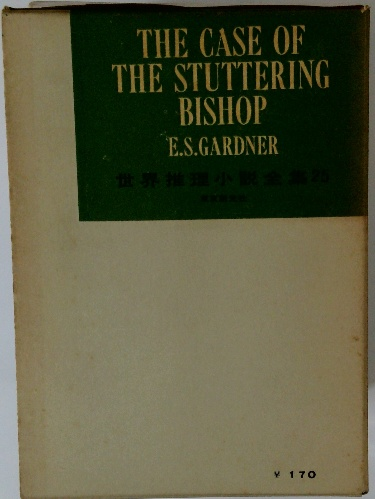 THE CASE OF
THE STUTTERING
BISHOP
E.S.GARDNER
世界推理小説全集
¥ 170